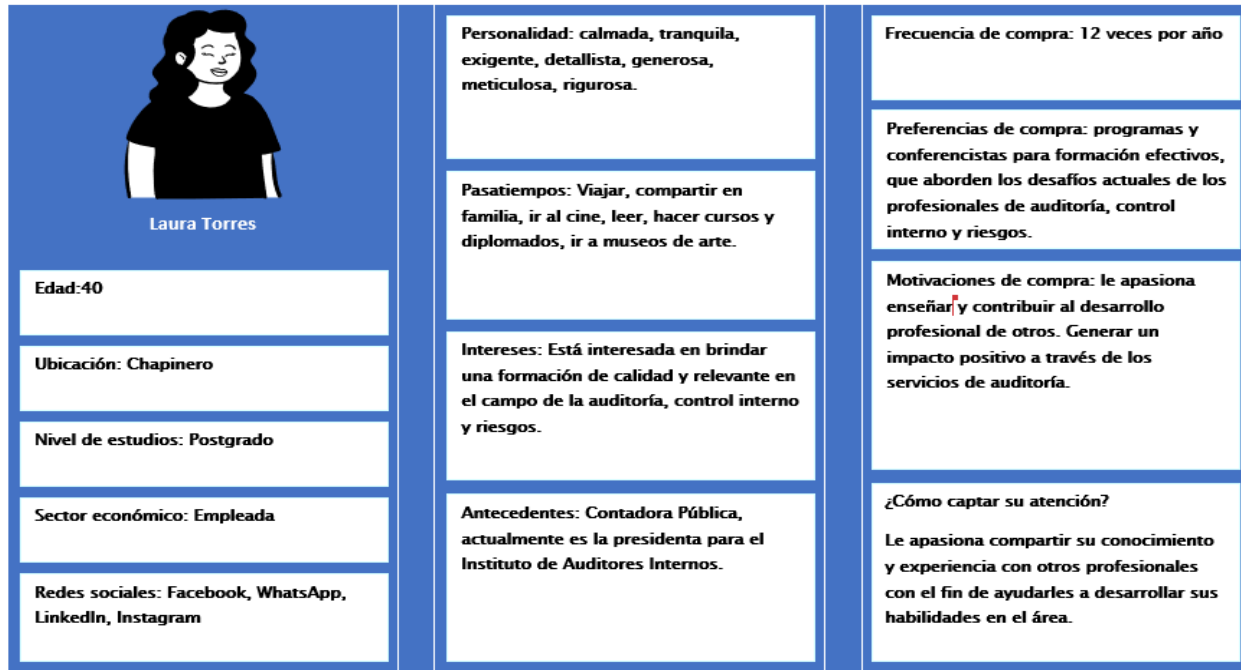 Laura Torres
Edad:40
Ubicación: Chapinero
Nivel de estudios: Postgrado
Sector económico: Empleada
Redes sociales: Facebook, WhatsApp,
LinkedIn, Instagram
Personalidad: calmada, tranquila,
exigente, detallista, generosa,
meticulosa, rigurosa.
Pasatiempos: Viajar, compartir en
familia, ir al cine, leer, hacer cursos y
diplomados, ir a museos de arte.
Intereses: Está interesada en brindar
una formación de calidad y relevante en
el campo de la auditoría, control interno
y riesgos.
Antecedentes: Contadora Pública,
actualmente es la presidenta para el
Instituto de Auditores Internos.
Frecuencia de compra: 12 veces por año
Preferencias de compra: programas y
conferencistas para formación efectivos,
que aborden los desafíos actuales de los
profesionales de auditoría, control
interno y riesgos.
Motivaciones de compra: le apasiona
enseñar y contribuir al desarrollo
profesional de otros. Generar un
impacto positivo a través de los
servicios de auditoría.
¿Cómo captar su atención?
Le apasiona compartir su conocimiento
y experiencia con otros profesionales
con el fin de ayudarles a desarrollar sus
habilidades en el área.